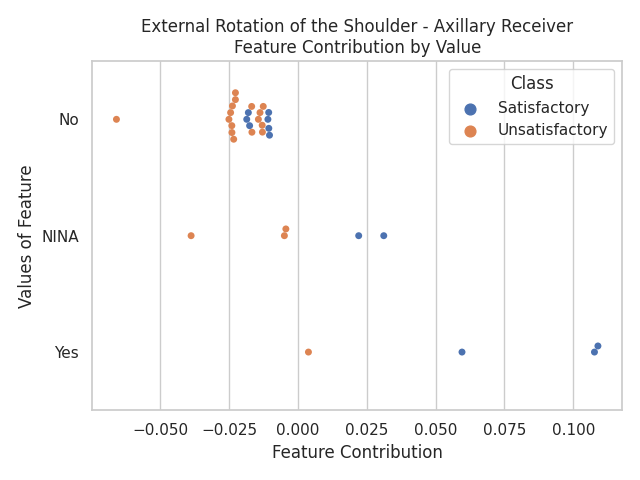 External Rotation of the Shoulder - Axillary Receiver
Feature Contribution by Value
Class
Satisfactory
Unsatisfactory
Values of Feature
No
NINA
Yes
−0.050 −0.025 0.000 0.025 0.050 0.075 0.100
Feature Contribution